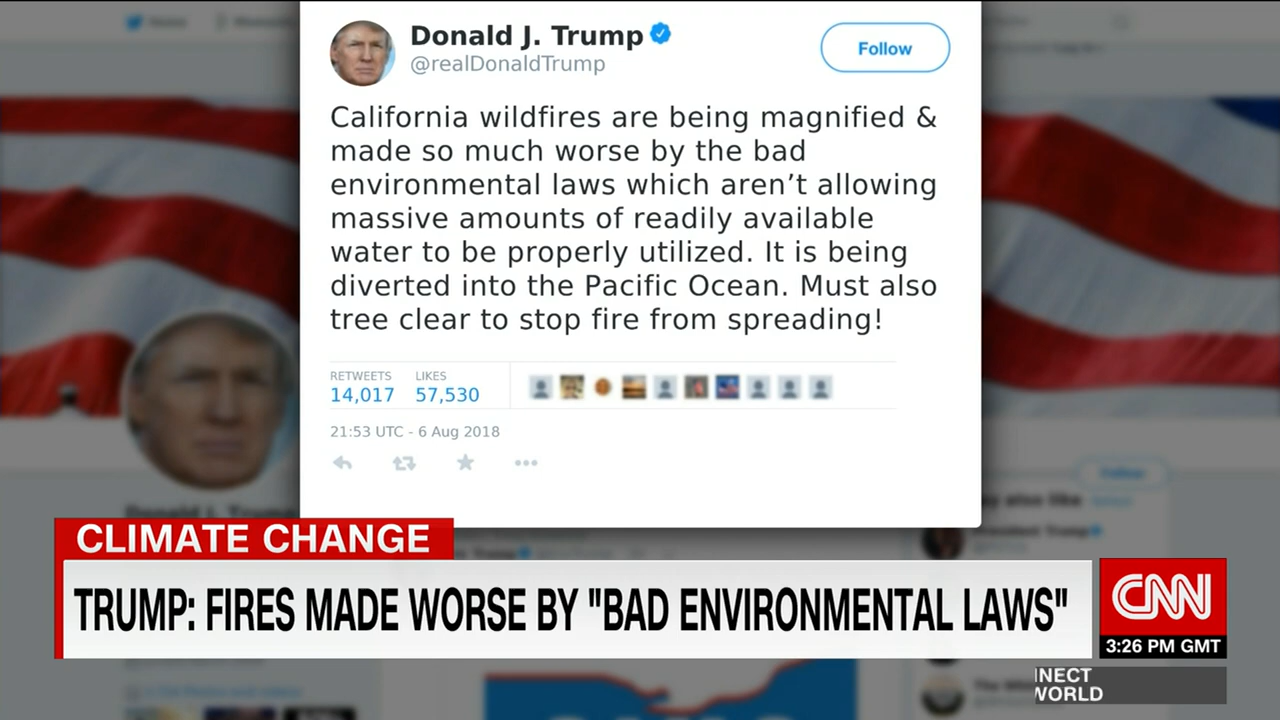 Donald J. Trump
@realDonaldTrump
Follow
California wildfires are being magnified &
made so much worse by the bad
environmental laws which aren’t allowing
massive amounts of readily available
water to be properly utilized. It is being
diverted into the Pacific Ocean. Must also
tree clear to stop fire from spreading!
RETWEETS LIKES
14,017 57,530
21:53 UTC - 6 Aug 2018
CLIMATE CHANGE
TRUMP: FIRES MADE WORSE BY "BAD ENVIRONMENTAL LAWS"
CNN
3:26 PM GMT
NECT
WORLD